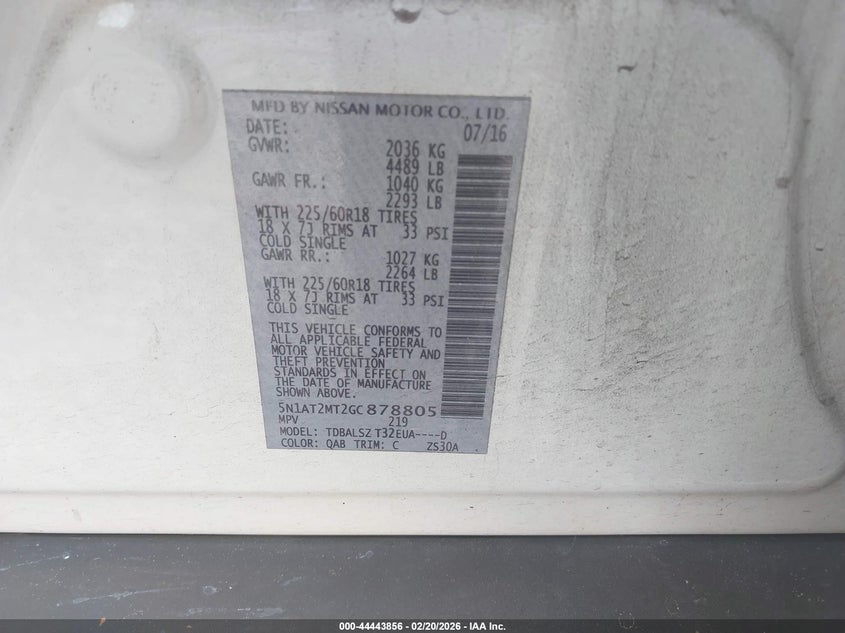 MFD BY NISSAN MOTOR CO., LTD.
DATE: 07/16
GVWR: 2036 KG
4489 LB
GAWR FR.: 1040 KG
2293 LB
WITH 225/60R18 TIRES
18 X 7J RIMS AT 33 PSI
COLD SINGLE
GAWR RR.: 1027 KG
2264 LB
WITH 225/60R18 TIRES
18 X 7J RIMS AT 33 PSI
COLD SINGLE
THIS VEHICLE CONFORMS TO
ALL APPLICABLE FEDERAL
MOTOR VEHICLE SAFETY AND
THEFT PREVENTION
STANDARDS IN EFFECT ON
THE DATE OF MANUFACTURE
SHOWN ABOVE.
5N1AT2MT2GC878805
MPV 219
MODEL: TDBALSZ T32EUA----D
COLOR: QAB TRIM: C ZS30A
000-44443856 — 02/20/2026 — IAA Inc.